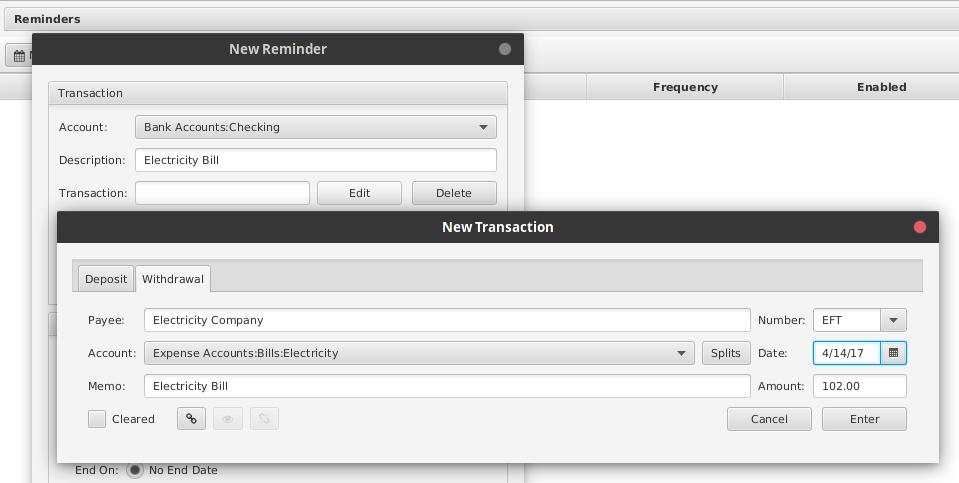 Reminders
New Reminder
Frequency Enabled
Transaction
Account: Bank Accounts:Checking
Description: Electricity Bill
Transaction: Edit Delete
New Transaction
Deposit Withdrawal
Payee: Electricity Company Number: EFT
Account: Expense Accounts:Bills:Electricity Splits Date: 4/14/17
Memo: Electricity Bill Amount: 102.00
Cleared Cancel Enter
End On: No End Date